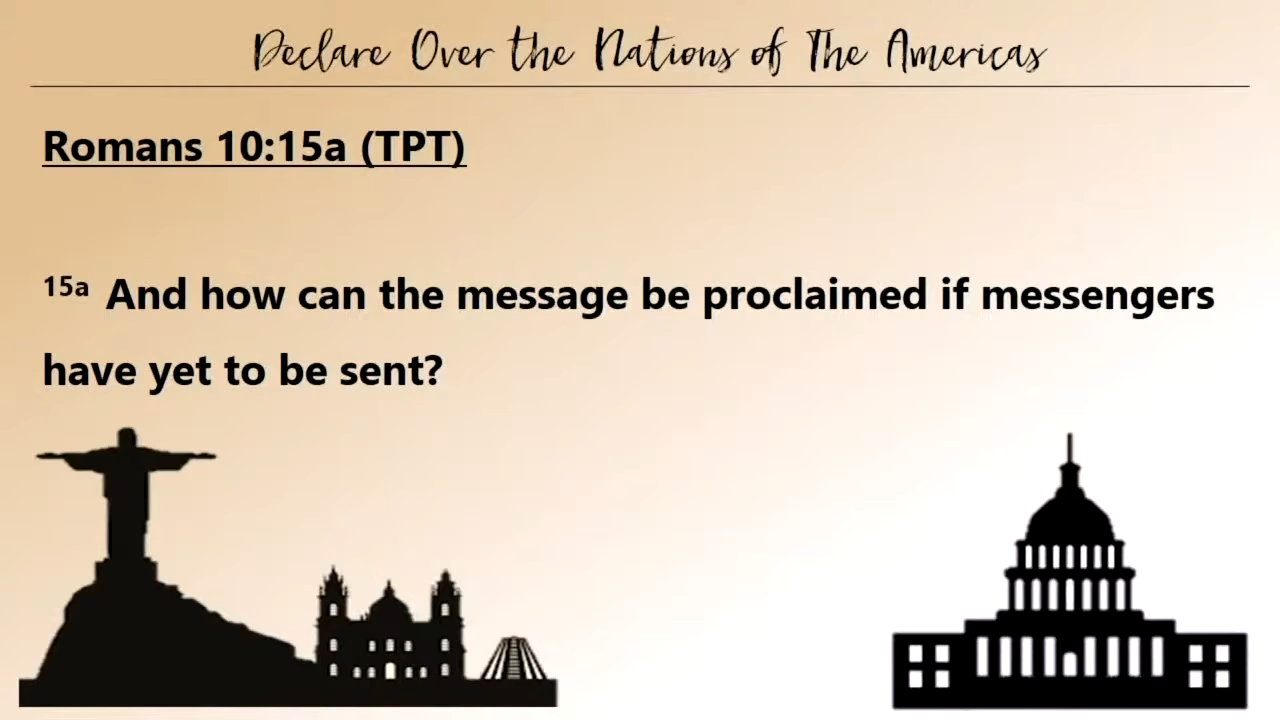 Declare Over the Nations of The Americas
Romans 10:15a (TPT)
15a And how can the message be proclaimed if messengers
have yet to be sent?